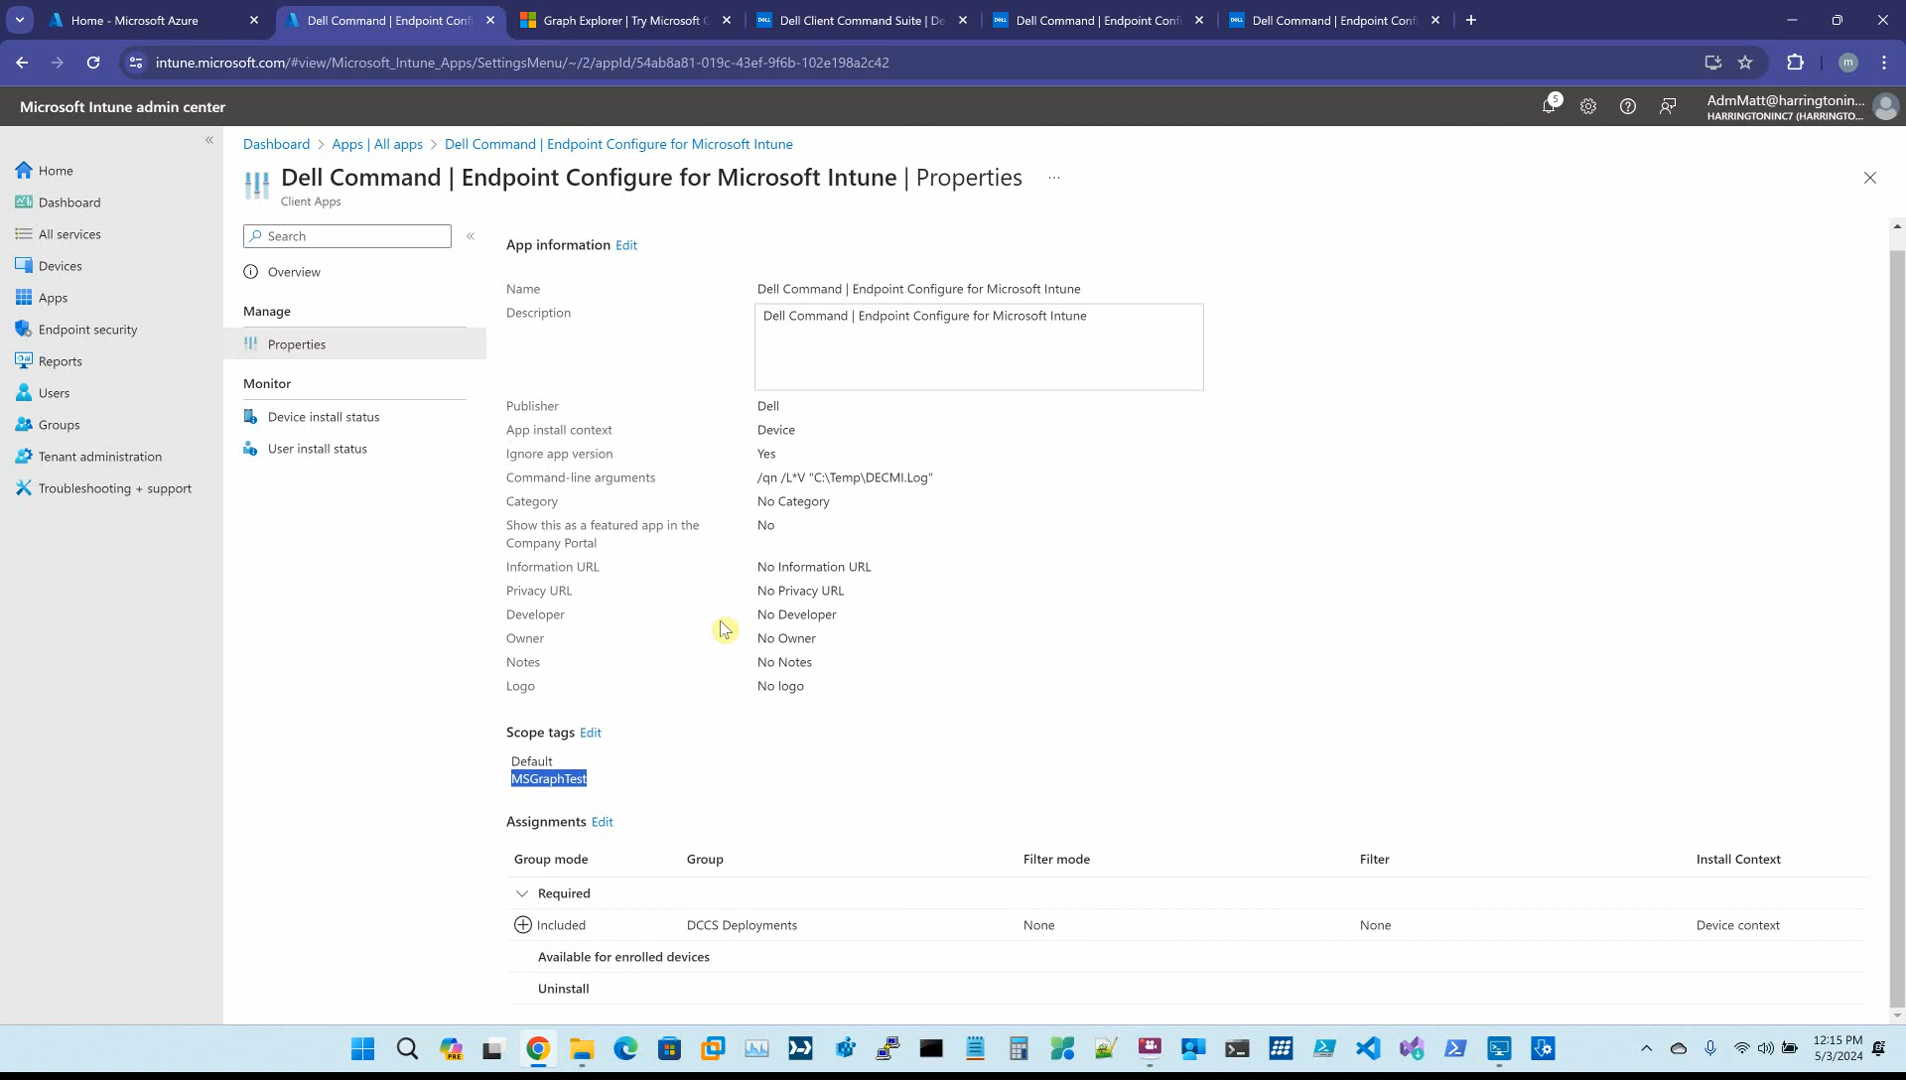 Home - Microsoft Azure
Dell Command | Endpoint Confi
Graph Explorer | Try Microsoft G
Dell Client Command Suite | De
Dell Command | Endpoint Confi
Dell Command | Endpoint Confi
intune.microsoft.com/#view/Microsoft_Intune_Apps/SettingsMenu/~/2/appId/54ab8a81-019c-43ef-9f6b-102e198a2c42
m
Microsoft Intune admin center
5
AdmMatt@harringtonin...
HARRINGTONINC7 (HARRINGTO...
Home
Dashboard
All services
Devices
Apps
Endpoint security
Reports
Users
Groups
Tenant administration
Troubleshooting + support
Dashboard > Apps | All apps > Dell Command | Endpoint Configure for Microsoft Intune
Dell Command | Endpoint Configure for Microsoft Intune | Properties ...
Client Apps
Search
Overview
Manage
Properties
Monitor
Device install status
User install status
App information Edit
Name Dell Command | Endpoint Configure for Microsoft Intune
Description Dell Command | Endpoint Configure for Microsoft Intune
Publisher Dell
App install context Device
Ignore app version Yes
Command-line arguments /qn /L*V "C:\Temp\DECMI.Log"
Category No Category
Show this as a featured app in the No
Company Portal
Information URL No Information URL
Privacy URL No Privacy URL
Developer No Developer
Owner No Owner
Notes No Notes
Logo No logo
Scope tags Edit
Default
MSGraphTest
Assignments Edit
Group mode Group Filter mode Filter Install Context
Required
Included DCCS Deployments None None Device context
Available for enrolled devices
Uninstall
PRE
12:15 PM
5/3/2024